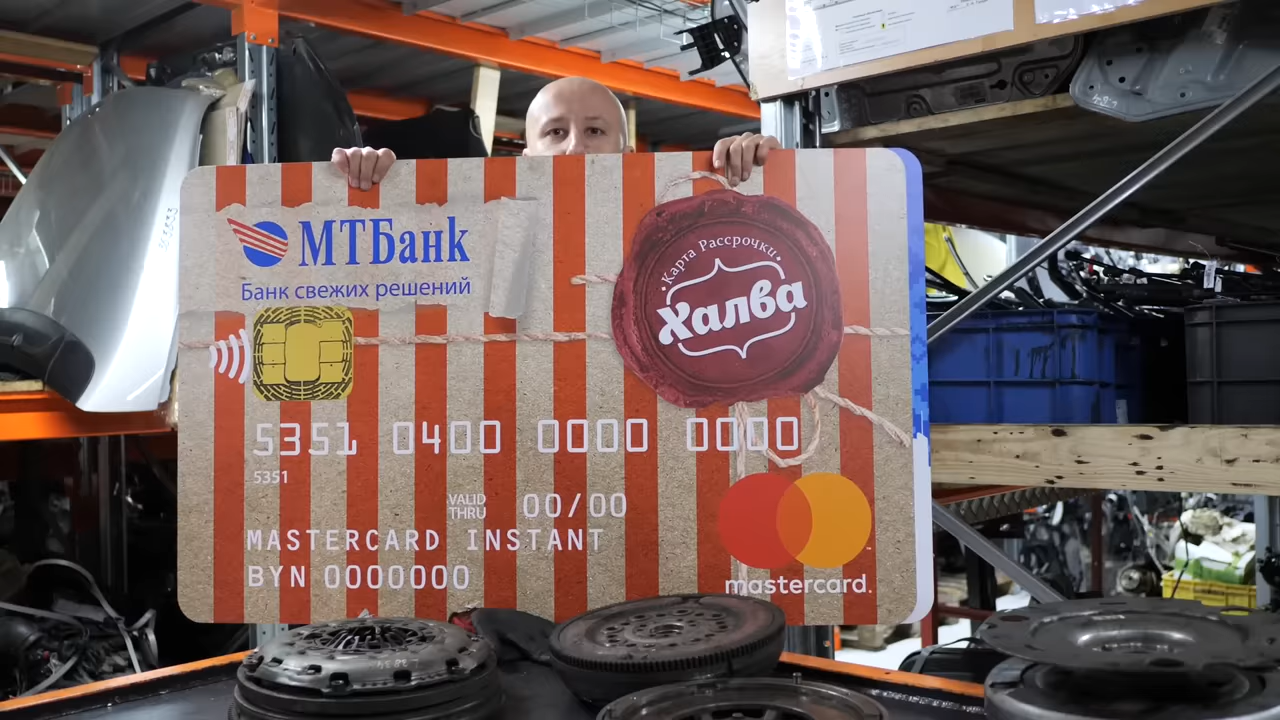 МТБанк
Банк свежих решений
Карта Рассрочки
Халва
5351 0400 0000 0000
5351
VALID
THRU
00/00
MASTERCARD INSTANT
BYN 0000000
mastercard.